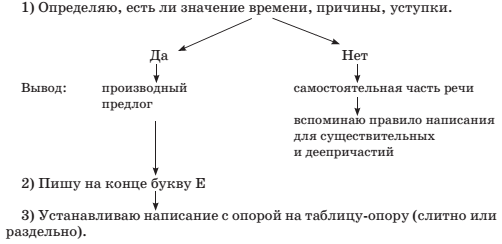 1) Определяю, есть ли значение времени, причины, уступки.
Да Нет
Вывод: производный самостоятельная часть речи
предлог
вспоминаю правило написания
для существительных
и деепричастий
2) Пишу на конце букву Е
3) Устанавливаю написание с опорой на таблицу-опору (слитно или
раздельно).